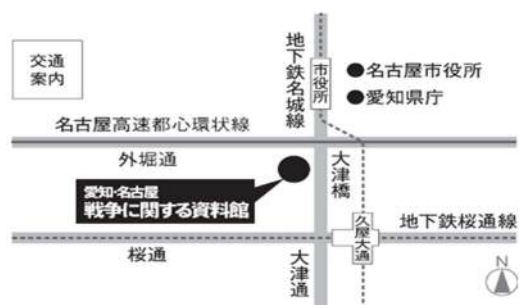 交通
案内
地下鉄名城線
市役所
●名古屋市役所
●愛知県庁
名古屋高速都心環状線
外堀通
大津橋
愛知・名古屋
戦争に関する資料館
久屋大通
地下鉄桜通線
桜通
大津通
N